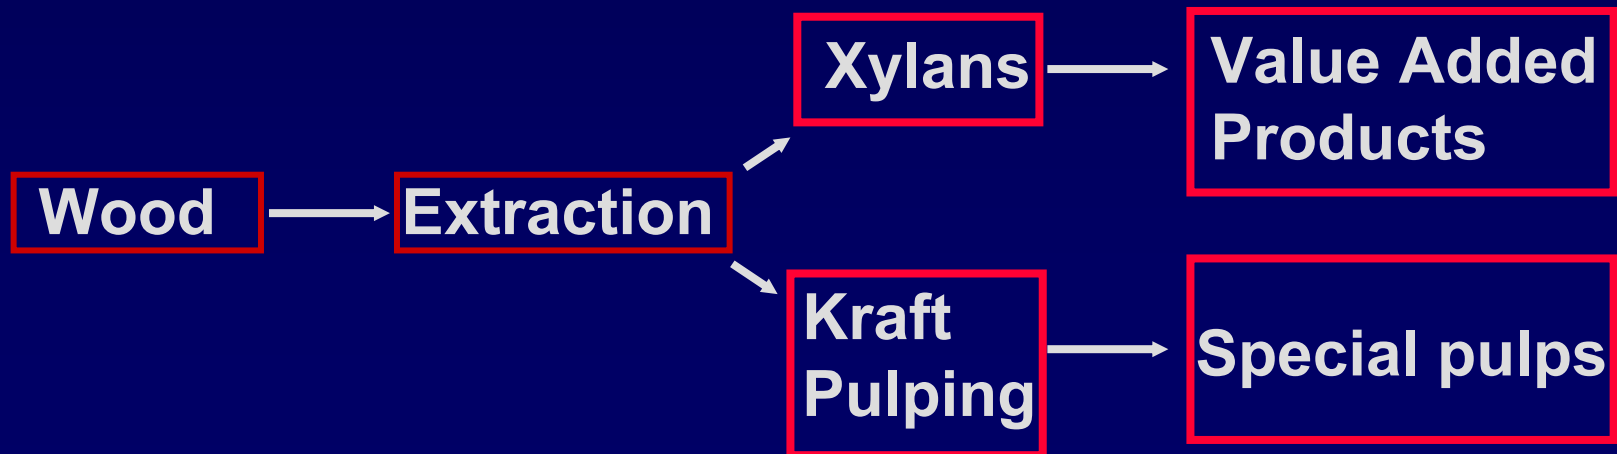 Wood
Extraction
Xylans
Value Added
Products
Kraft
Pulping
Special pulps